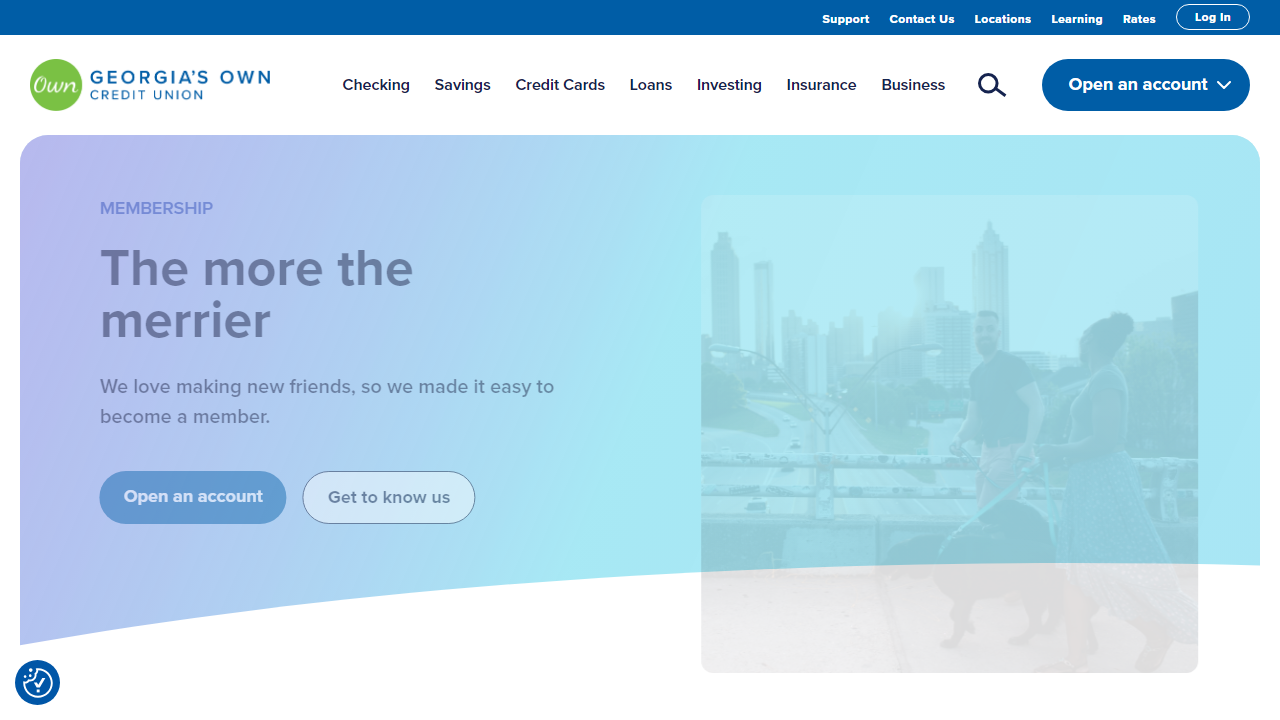 Support Contact Us Locations Learning Rates Log In
Own GEORGIA'S OWN
CREDIT UNION
Checking Savings Credit Cards Loans Investing Insurance Business Open an account
MEMBERSHIP
The more the
merrier
We love making new friends, so we made it easy to
become a member.
Open an account Get to know us